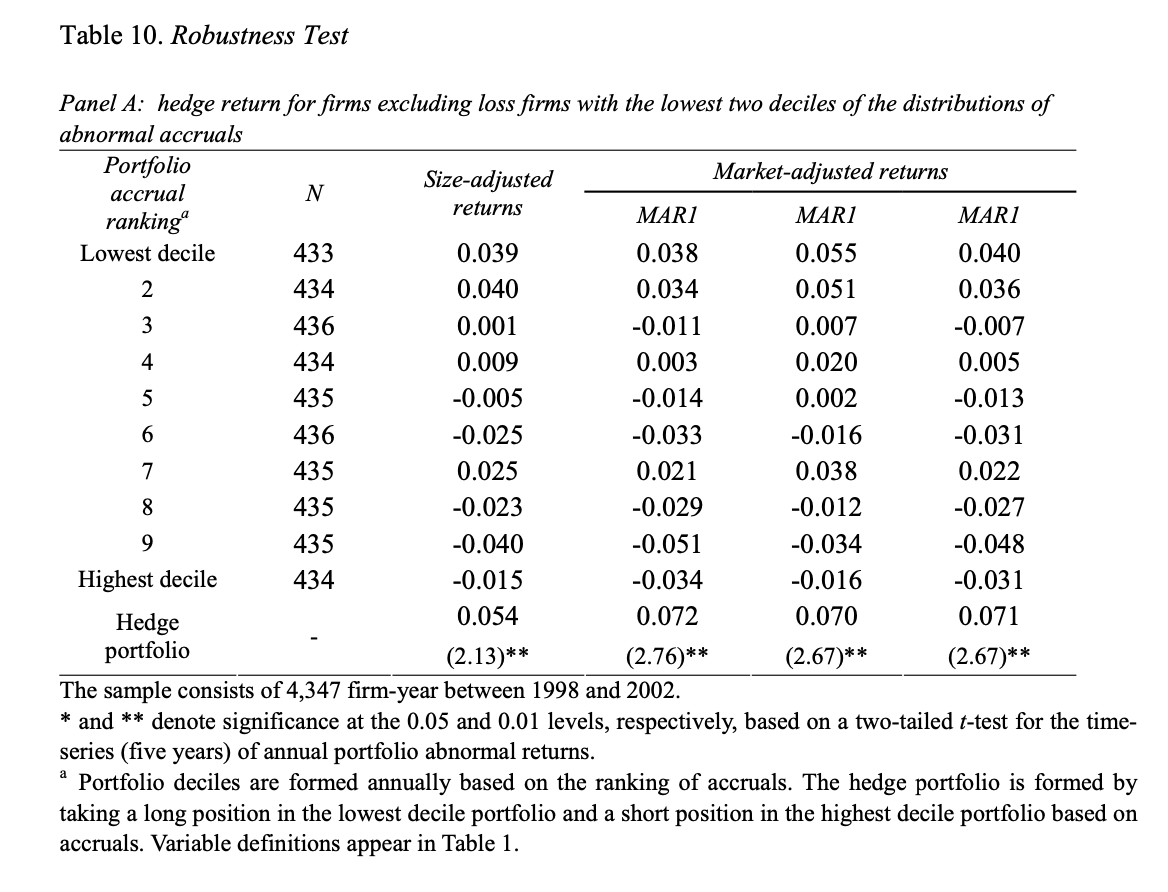 Table 10. Robustness Test
Panel A: hedge return for firms excluding loss firms with the lowest two deciles of the distributions of
abnormal accruals
Portfolio
accrual
rankingᵃ
N
Size-adjusted
returns
Market-adjusted returns
MAR1 MAR1 MAR1
Lowest decile 433 0.039 0.038 0.055 0.040
2 434 0.040 0.034 0.051 0.036
3 436 0.001 -0.011 0.007 -0.007
4 434 0.009 0.003 0.020 0.005
5 435 -0.005 -0.014 0.002 -0.013
6 436 -0.025 -0.033 -0.016 -0.031
7 435 0.025 0.021 0.038 0.022
8 435 -0.023 -0.029 -0.012 -0.027
9 435 -0.040 -0.051 -0.034 -0.048
Highest decile 434 -0.015 -0.034 -0.016 -0.031
Hedge
portfolio
-
0.054 0.072 0.070 0.071
(2.13)** (2.76)** (2.67)** (2.67)**
The sample consists of 4,347 firm-year between 1998 and 2002.
* and ** denote significance at the 0.05 and 0.01 levels, respectively, based on a two-tailed t-test for the time-
series (five years) of annual portfolio abnormal returns.
ᵃ Portfolio deciles are formed annually based on the ranking of accruals. The hedge portfolio is formed by
taking a long position in the lowest decile portfolio and a short position in the highest decile portfolio based on
accruals. Variable definitions appear in Table 1.